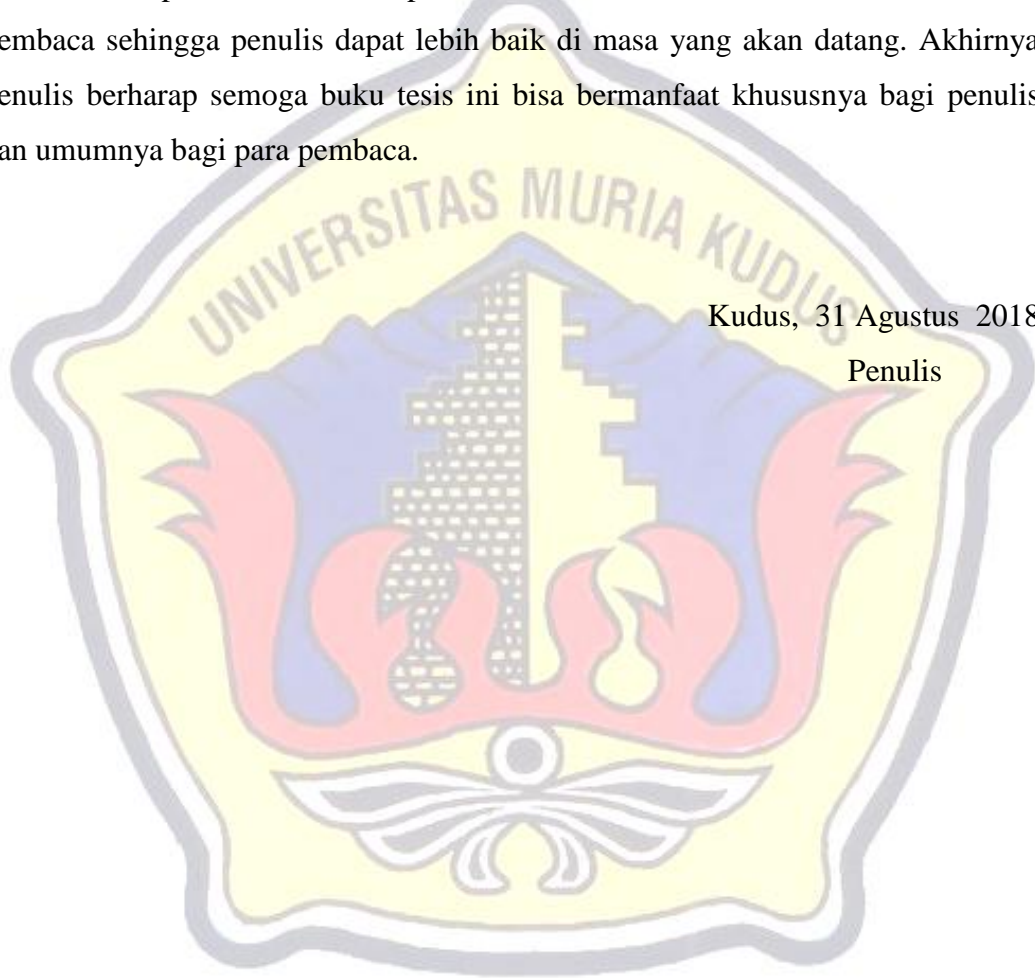 embaca sehingga penulis dapat lebih baik di masa yang akan datang. Akhirnya
enulis berharap semoga buku tesis ini bisa bermanfaat khususnya bagi penulis
an umumnya bagi para pembaca.
UNIVERSITAS MURIA KUDUS
Kudus, 31 Agustus 2018
Penulis